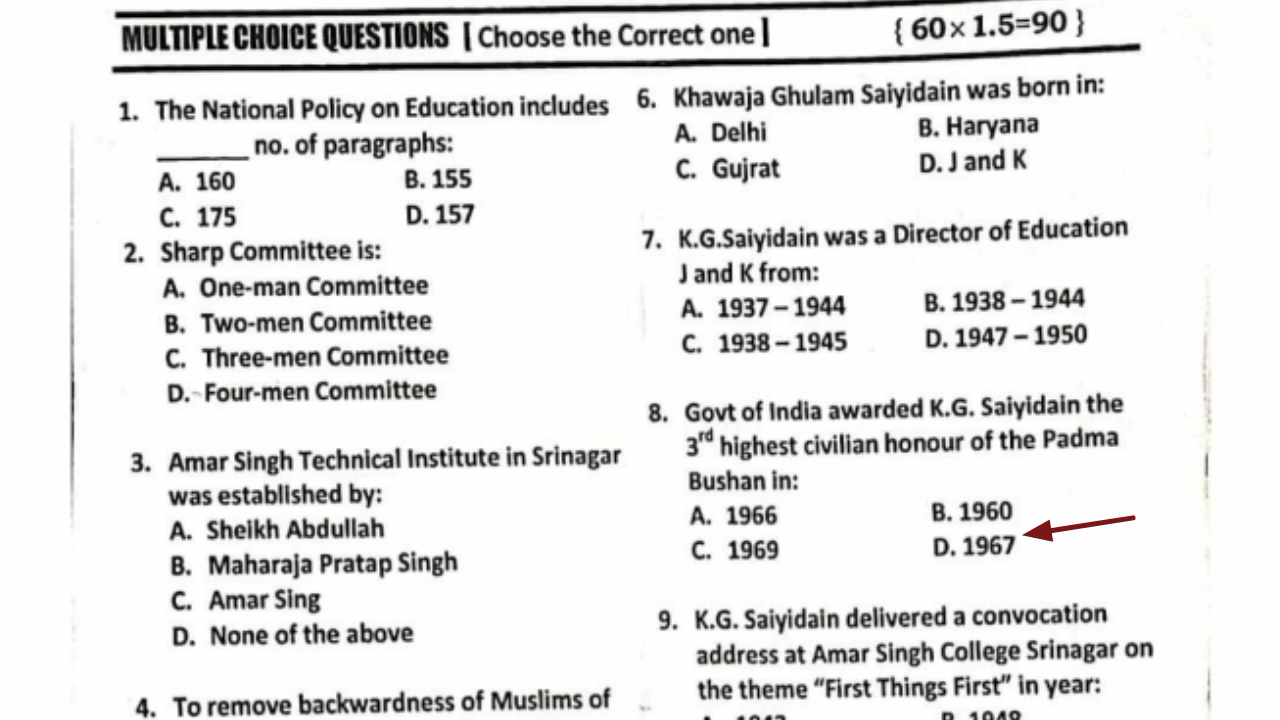 MULTIPLE CHOICE QUESTIONS [ Choose the Correct one ] { 60 x 1.5=90 }
1. The National Policy on Education includes
______ no. of paragraphs:
A. 160 B. 155
C. 175 D. 157
2. Sharp Committee is:
A. One-man Committee
B. Two-men Committee
C. Three-men Committee
D. Four-men Committee
3. Amar Singh Technical Institute in Srinagar
was established by:
A. Sheikh Abdullah
B. Maharaja Pratap Singh
C. Amar Sing
D. None of the above
4. To remove backwardness of Muslims of
6. Khawaja Ghulam Saiyidain was born in:
A. Delhi B. Haryana
C. Gujrat D. J and K
7. K.G.Saiyidain was a Director of Education
J and K from:
A. 1937 – 1944 B. 1938 – 1944
C. 1938 – 1945 D. 1947 – 1950
8. Govt of India awarded K.G. Saiyidain the
3rd highest civilian honour of the Padma
Bushan in:
A. 1966 B. 1960
C. 1969 D. 1967
9. K.G. Saiyidain delivered a convocation
address at Amar Singh College Srinagar on
the theme “First Things First” in year: